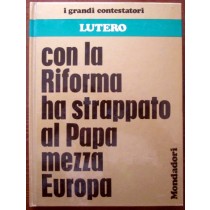 i grandi contestatori
LUTERO
con la
Riforma
ha strappato
al Papa
mezza
Europa
Mondadori